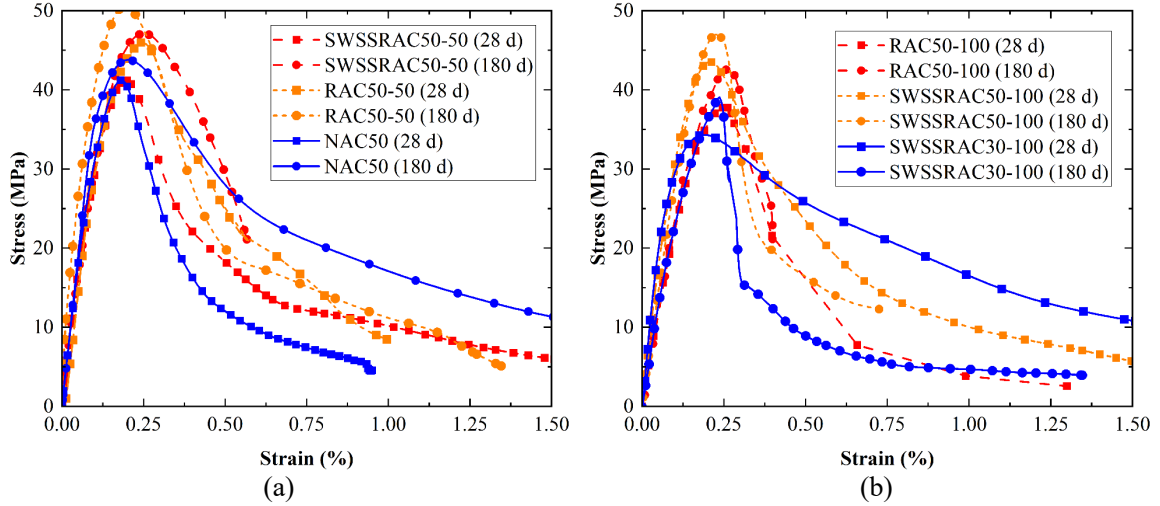 50
40
30
20
10
0
Stress (MPa)
0.00 0.25 0.50 0.75 1.00 1.25 1.50
Strain (%)
SWSSRAC50-50 (28 d)
SWSSRAC50-50 (180 d)
RAC50-50 (28 d)
RAC50-50 (180 d)
NAC50 (28 d)
NAC50 (180 d)
(a)
50
40
30
20
10
0
Stress (MPa)
0.00 0.25 0.50 0.75 1.00 1.25 1.50
Strain (%)
RAC50-100 (28 d)
RAC50-100 (180 d)
SWSSRAC50-100 (28 d)
SWSSRAC50-100 (180 d)
SWSSRAC30-100 (28 d)
SWSSRAC30-100 (180 d)
(b)